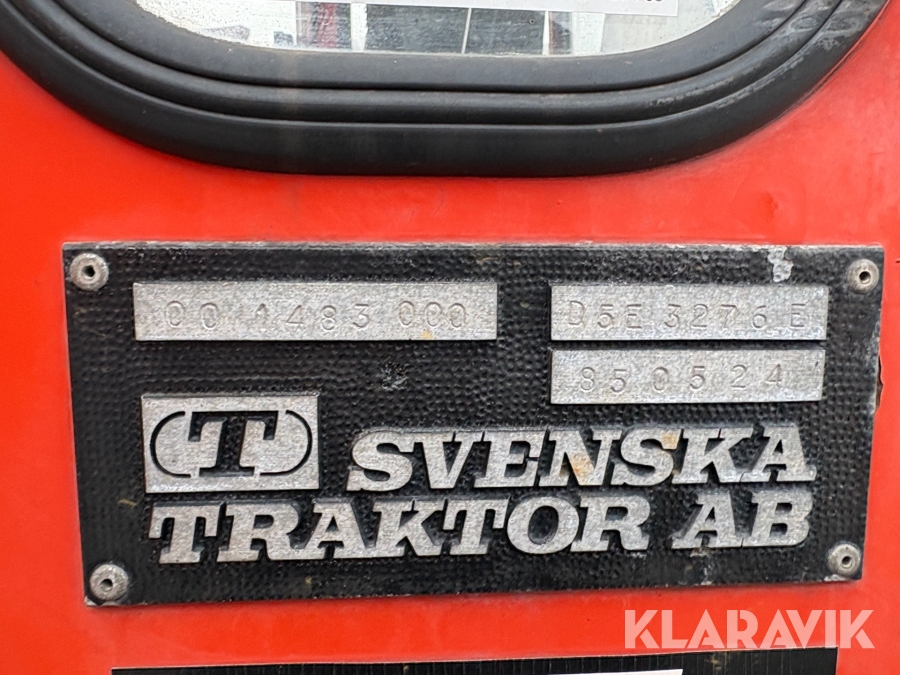 00 1483 000
D5E 3276 E
850524
T SVENSKA
TRAKTOR AB
KLARAVIK